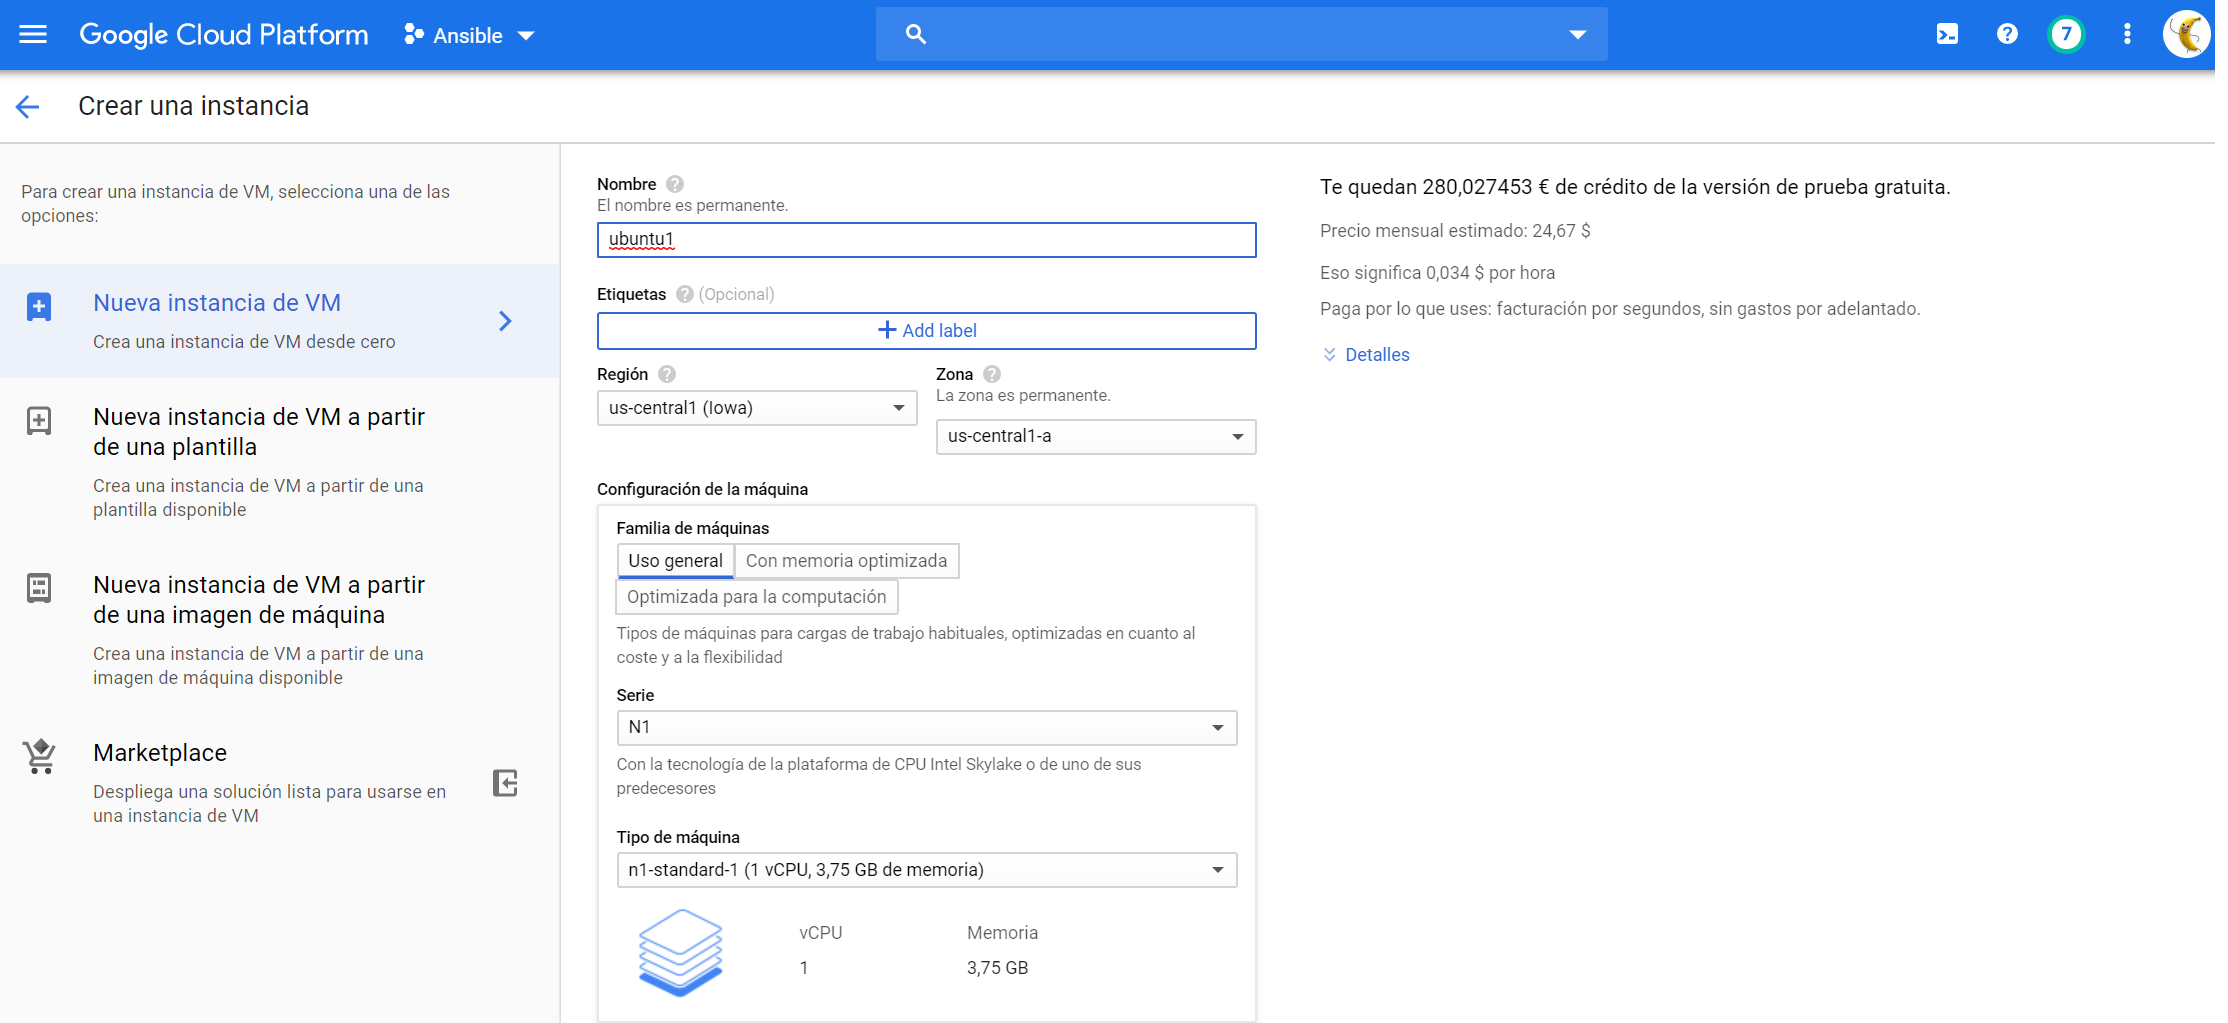 Google Cloud Platform
Ansible
7
Crear una instancia
Para crear una instancia de VM, selecciona una de las
opciones:
Nueva instancia de VM
Crea una instancia de VM desde cero
Nueva instancia de VM a partir
de una plantilla
Crea una instancia de VM a partir de una
plantilla disponible
Nueva instancia de VM a partir
de una imagen de máquina
Crea una instancia de VM a partir de una
imagen de máquina disponible
Marketplace
Despliega una solución lista para usarse en
una instancia de VM
Nombre
El nombre es permanente.
ubuntu1
Etiquetas (Opcional)
Add label
Región
us-central1 (Iowa)
Zona
La zona es permanente.
us-central1-a
Configuración de la máquina
Familia de máquinas
Uso general Con memoria optimizada
Optimizada para la computación
Tipos de máquinas para cargas de trabajo habituales, optimizadas en cuanto al
coste y a la flexibilidad
Serie
N1
Con la tecnología de la plataforma de CPU Intel Skylake o de uno de sus
predecesores
Tipo de máquina
n1-standard-1 (1 vCPU, 3,75 GB de memoria)
vCPU Memoria
1 3,75 GB
Te quedan 280,027453 € de crédito de la versión de prueba gratuita.
Precio mensual estimado: 24,67 $
Eso significa 0,034 $ por hora
Paga por lo que uses: facturación por segundos, sin gastos por adelantado.
Detalles